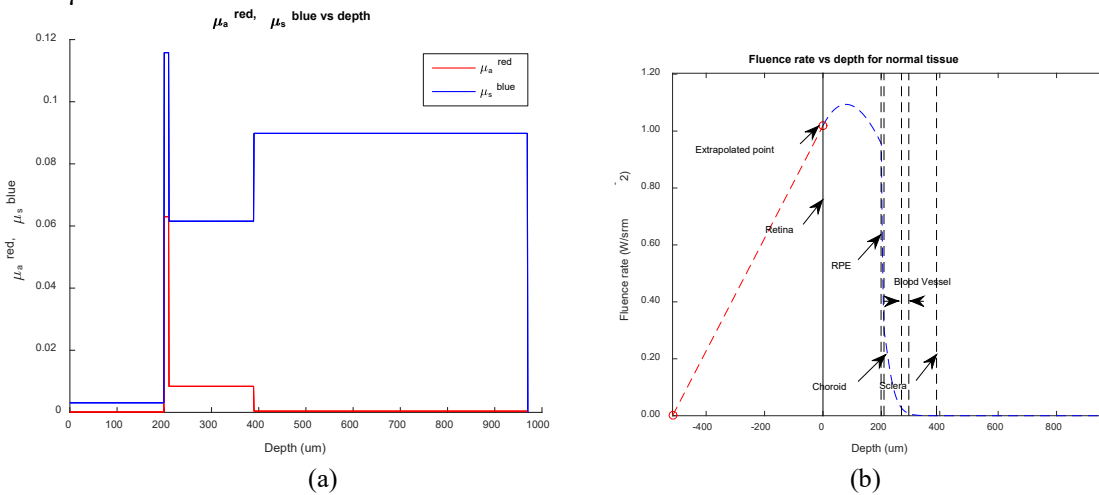 μa red, μs blue vs depth
0.12
0.1
0.08
0.06
0.04
0.02
0
μa red, μs blue
μa red
μs blue
0 100 200 300 400 500 600 700 800 900 1000
Depth (um)
(a)
Fluence rate vs depth for normal tissue
1.20
1.00
0.80
0.60
0.40
0.20
0.00
Fluence rate (W/srm 2)
Extrapolated point
Retina
RPE
Blood Vessel
Choroid
Sclera
-400 -200 0 200 400 600 800
Depth (um)
(b)